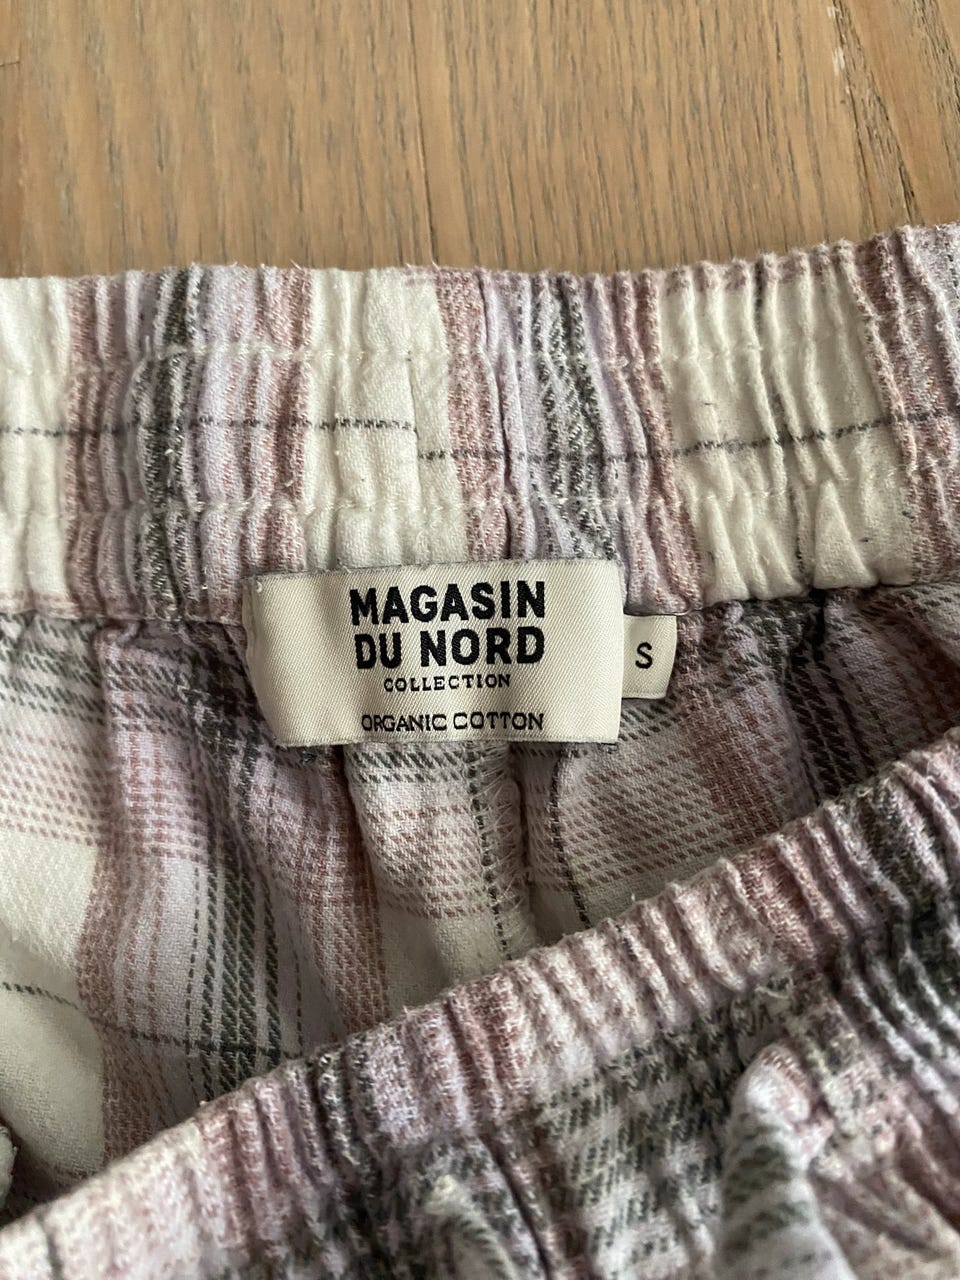 MAGASIN
DU NORD
COLLECTION
ORGANIC COTTON
S